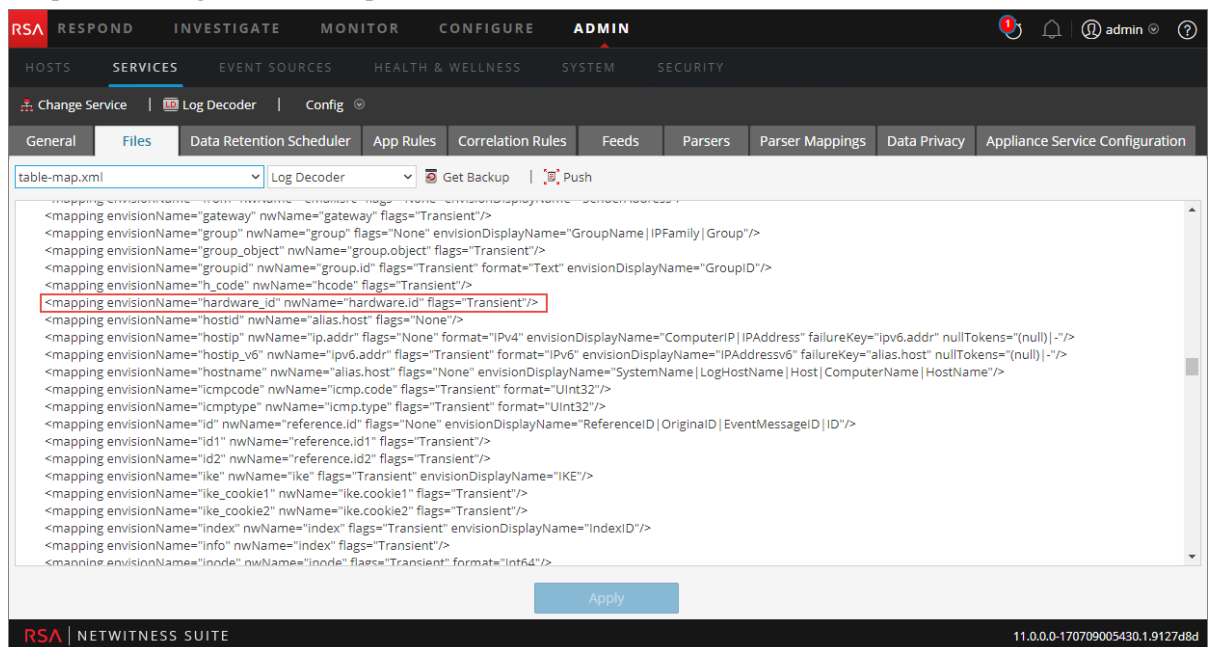 RSA RESPOND INVESTIGATE MONITOR CONFIGURE ADMIN 1 admin ?
HOSTS SERVICES EVENT SOURCES HEALTH & WELLNESS SYSTEM SECURITY
Change Service | LD Log Decoder | Config
General Files Data Retention Scheduler App Rules Correlation Rules Feeds Parsers Parser Mappings Data Privacy Appliance Service Configuration
table-map.xml Log Decoder Get Backup | Push
<mapping envisionName="gateway" nwName="gateway" flags="Transient"/>
<mapping envisionName="group" nwName="group" flags="None" envisionDisplayName="GroupName|IPFamily|Group"/>
<mapping envisionName="group_object" nwName="group.object" flags="Transient"/>
<mapping envisionName="groupid" nwName="group.id" flags="Transient" format="Text" envisionDisplayName="GroupID"/>
<mapping envisionName="h_code" nwName="hcode" flags="Transient"/>
<mapping envisionName="hardware_id" nwName="hardware.id" flags="Transient"/>
<mapping envisionName="hostid" nwName="alias.host" flags="None"/>
<mapping envisionName="hostip" nwName="ip.addr" flags="None" format="IPv4" envisionDisplayName="ComputerIP|IPAddress" failureKey="ipv6.addr" nullTokens="(null)|-"/>
<mapping envisionName="hostip_v6" nwName="ipv6.addr" flags="Transient" format="IPv6" envisionDisplayName="IPAddressv6" failureKey="alias.host" nullTokens="(null)|-"/>
<mapping envisionName="hostname" nwName="alias.host" flags="None" envisionDisplayName="SystemName|LogHostName|Host|ComputerName|HostName"/>
<mapping envisionName="icmpcode" nwName="icmp.code" flags="Transient" format="UInt32"/>
<mapping envisionName="icmptype" nwName="icmp.type" flags="Transient" format="UInt32"/>
<mapping envisionName="id" nwName="reference.id" flags="None" envisionDisplayName="ReferenceID|OriginalD|EventMessageID|ID"/>
<mapping envisionName="id1" nwName="reference.id1" flags="Transient"/>
<mapping envisionName="id2" nwName="reference.id2" flags="Transient"/>
<mapping envisionName="ike" nwName="ike" flags="Transient" envisionDisplayName="IKE"/>
<mapping envisionName="ike_cookie1" nwName="ike.cookie1" flags="Transient"/>
<mapping envisionName="ike_cookie2" nwName="ike.cookie2" flags="Transient"/>
<mapping envisionName="index" nwName="index" flags="Transient" envisionDisplayName="IndexID"/>
<mapping envisionName="info" nwName="index" flags="Transient"/>
<mapping envisionName="inode" nwName="inode" flags="Transient" format="Int64"/>
Apply
RSA | NETWITNESS SUITE 11.0.0.0-170709005430.1.9127d8d